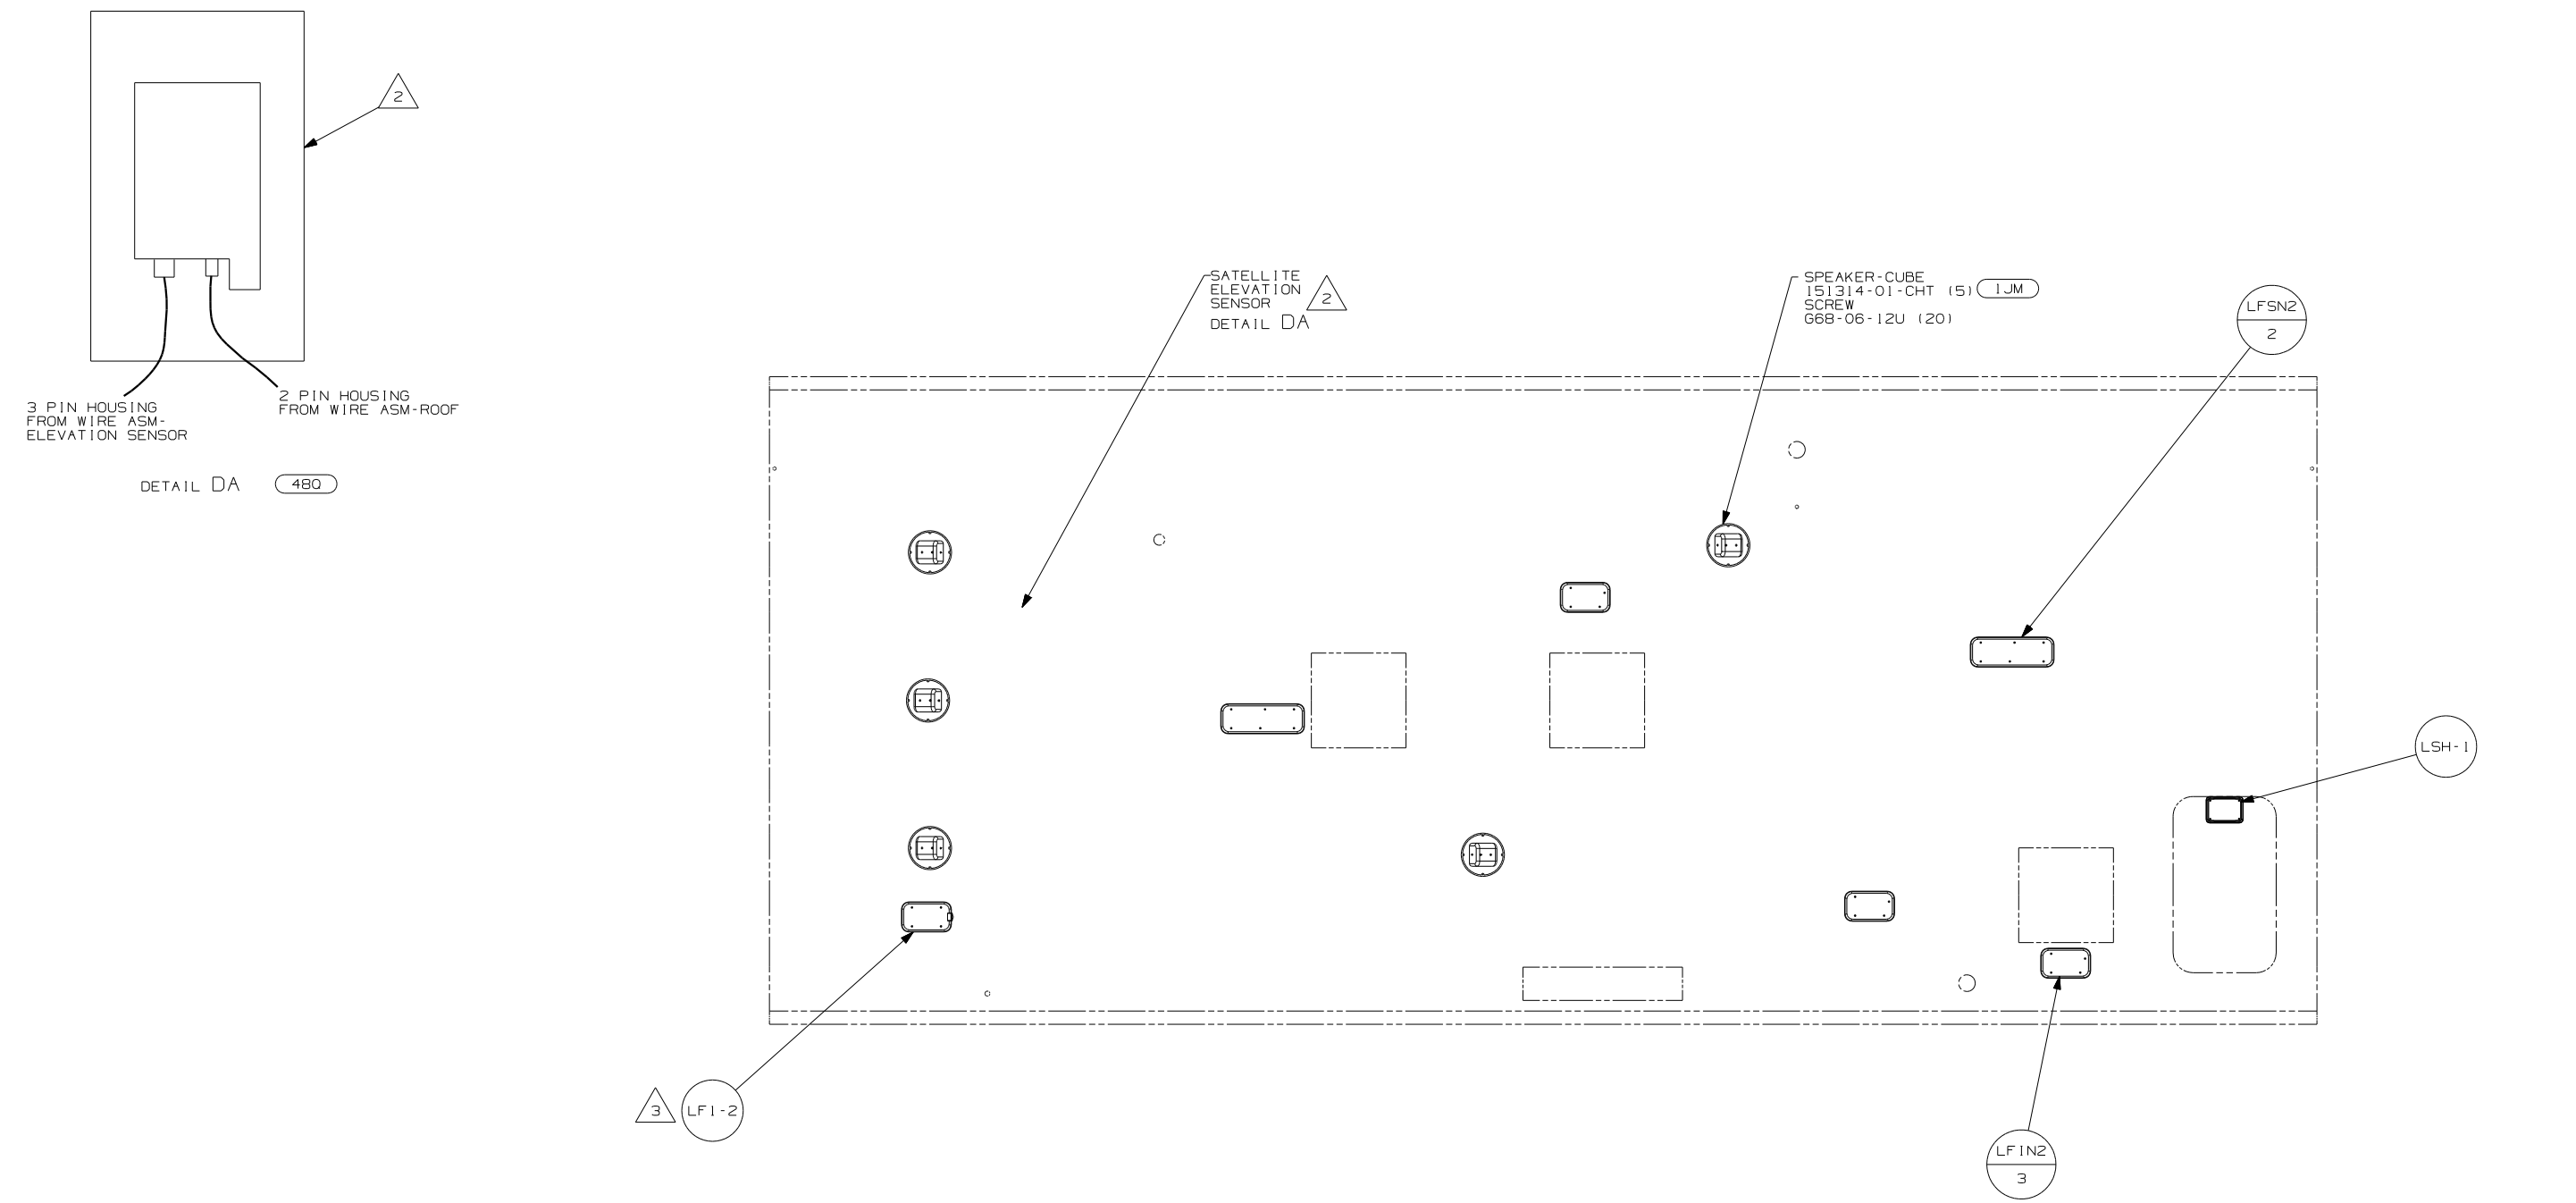 2
3 PIN HOUSING
FROM WIRE ASM-
ELEVATION SENSOR
2 PIN HOUSING
FROM WIRE ASM-ROOF
DETAIL DA 48Q
SATELLITE
ELEVATION
SENSOR
2
DETAIL DA
SPEAKER-CUBE
151314-01-CHT (5) 1JM
SCREW
G68-06-12U (20)
LFSN2
2
LSH-1
3 LF1-2
LFIN2
3